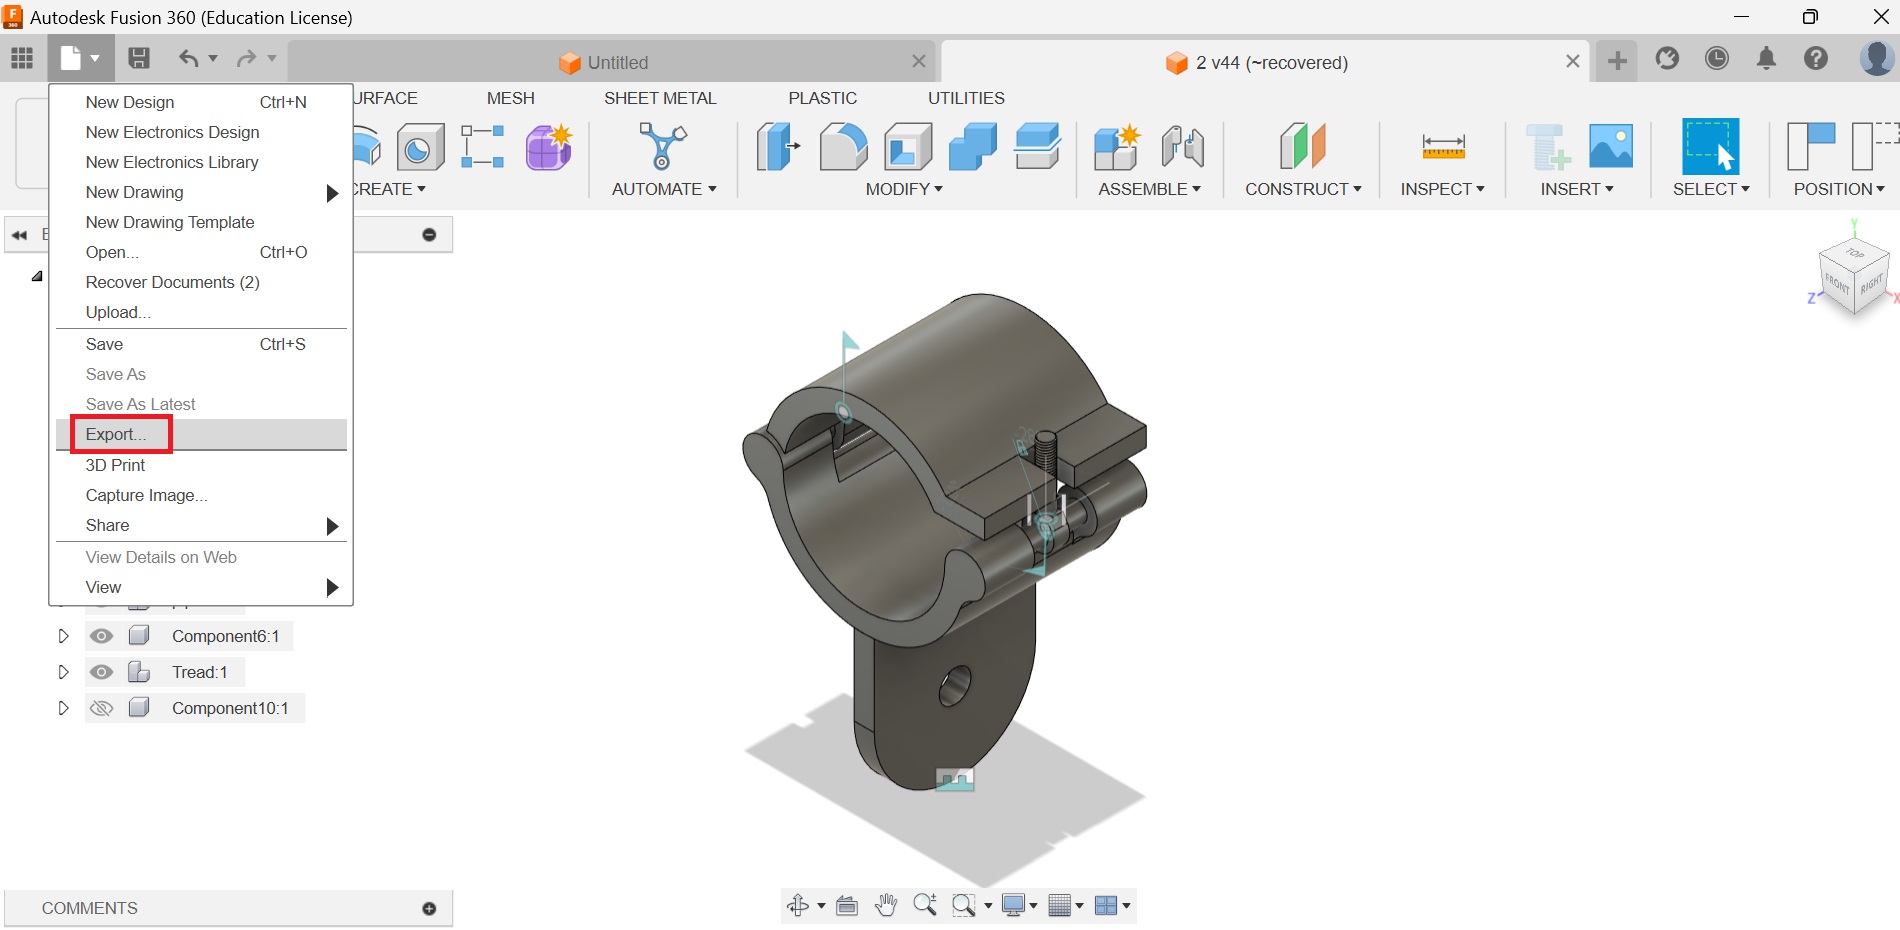 Autodesk Fusion 360 (Education License)
Untitled
2 v44 (~recovered)
URFACE MESH SHEET METAL PLASTIC UTILITIES
New Design Ctrl+N
New Electronics Design
New Electronics Library
New Drawing
New Drawing Template
Open... Ctrl+O
Recover Documents (2)
Upload...
Save Ctrl+S
Save As
Save As Latest
Export...
3D Print
Capture Image...
Share
View Details on Web
View
CREATE AUTOMATE MODIFY ASSEMBLE CONSTRUCT INSPECT INSERT SELECT POSITION
Y
TOP
FRONT
RIGHT
Z
X
Component6:1
Tread:1
Component10:1
COMMENTS